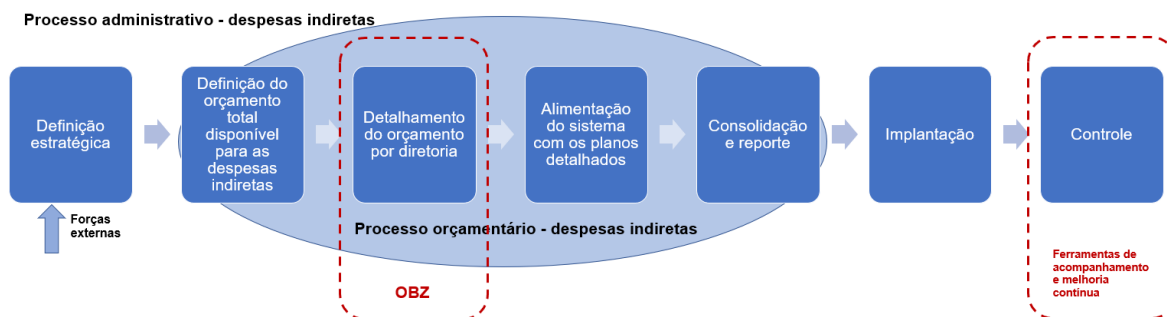 Processo administrativo - despesas indiretas
Definição
estratégica
Definição do
orçamento
total
disponível
para as
despesas
indiretas
Detalhamento
do orçamento
por diretoria
Alimentação
do sistema
com os planos
detalhados
Consolidação
e reporte
Implantação
Controle
Forças
externas
Processo orçamentário - despesas indiretas
OBZ
Ferramentas de
acompanhamento
e melhoria
contínua